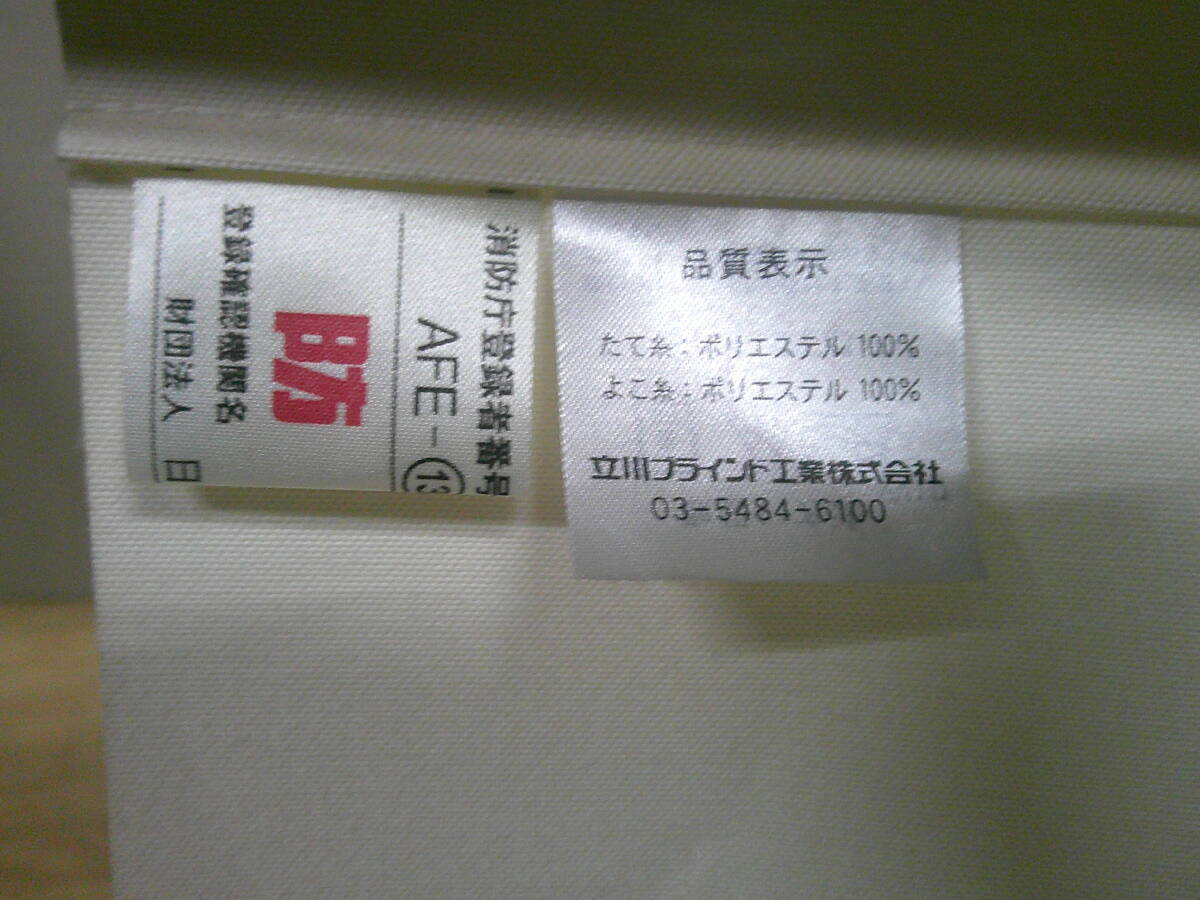 消防庁登録者番号
AFE-⑬
防
登録確認機関名
財団法人 日
品質表示
たて糸:ポリエステル 100%
よこ糸:ポリエステル 100%
立川ブラインド工業株式会社
03-5484-6100